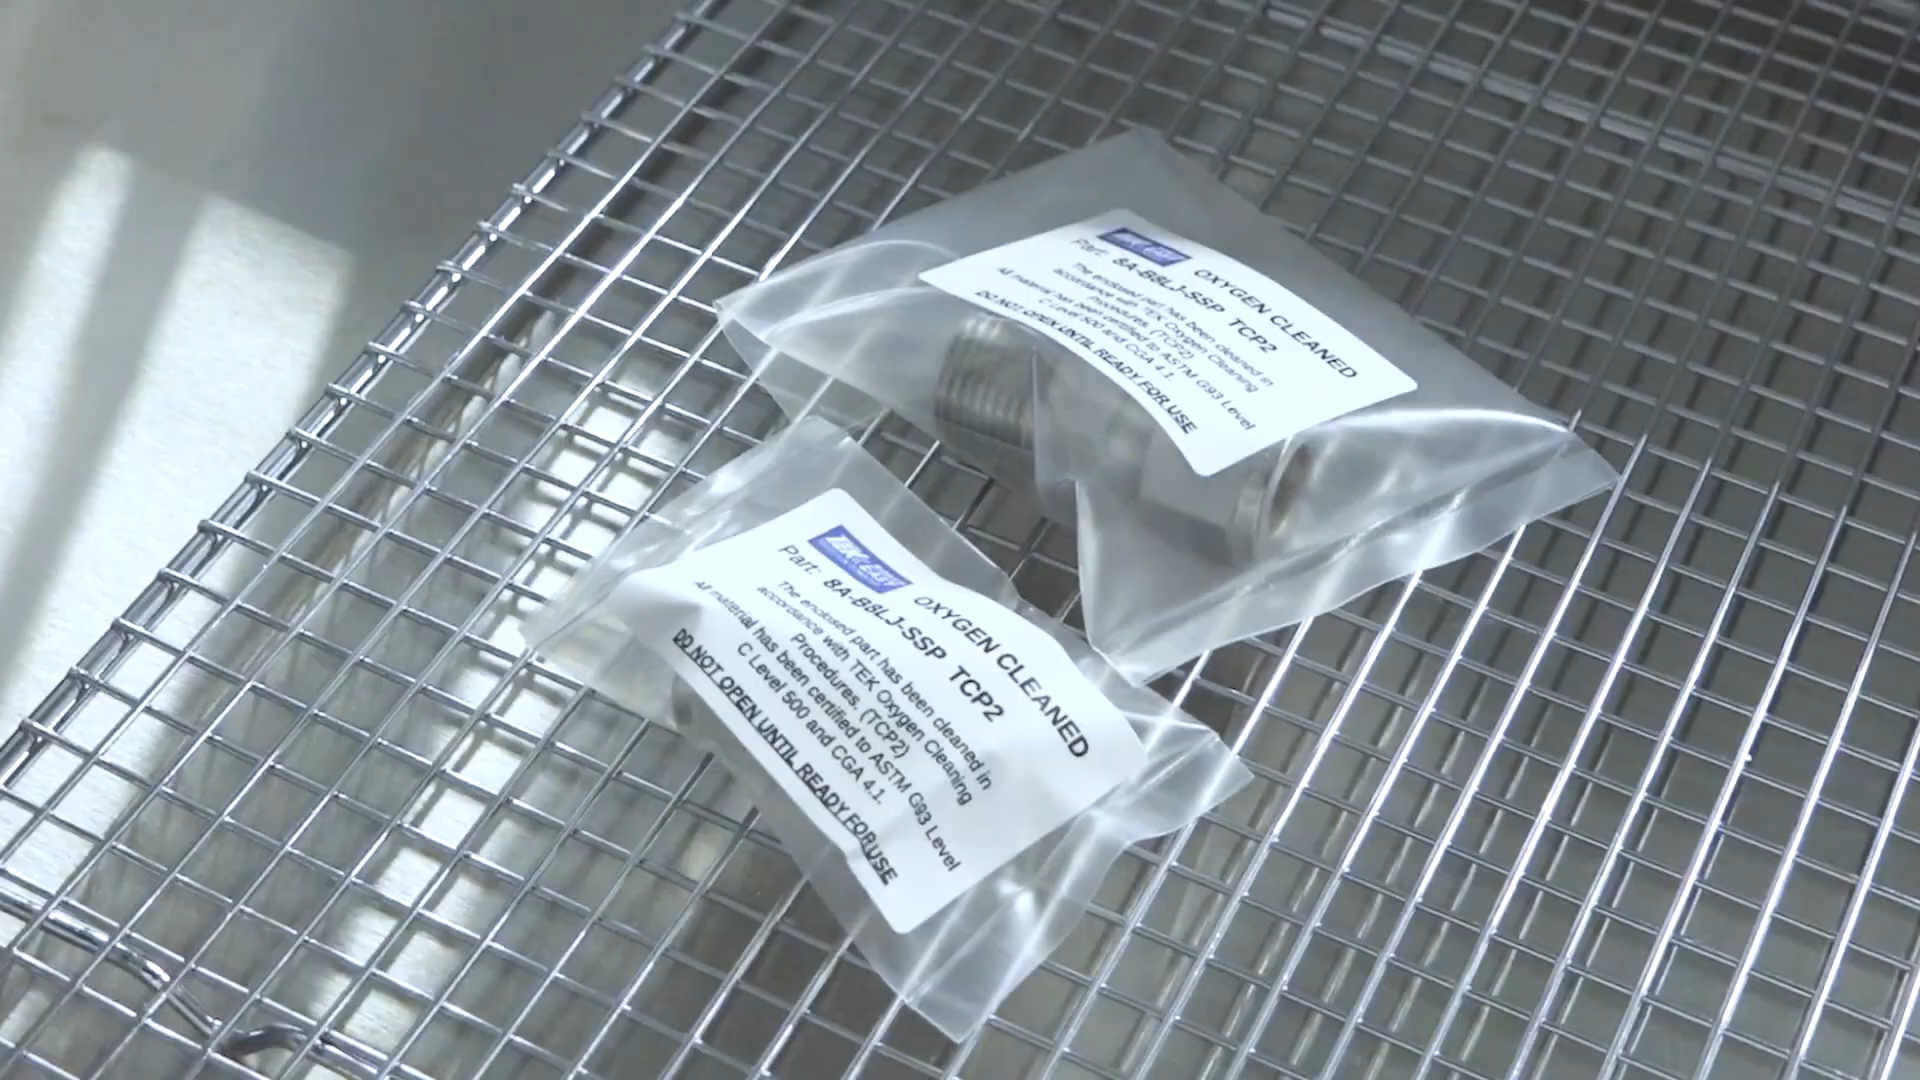 OXYGEN CLEANED
Part: 8A-B8LJ-SSP TCP2
The enclosed part has been cleaned in
accordance with TEK Oxygen Cleaning
Procedures. (TCP2)
All material has been certified to ASTM G93 Level
C Level 500 and CGA 4.1.
DO NOT OPEN UNTIL READY FOR USE
OXYGEN CLEANED
Part: 8A-B8LJ-SSP TCP2
The enclosed part has been cleaned in
accordance with TEK Oxygen Cleaning
Procedures. (TCP2)
All material has been certified to ASTM G93 Level
C Level 500 and CGA 4.1.
DO NOT OPEN UNTIL READY FOR USE